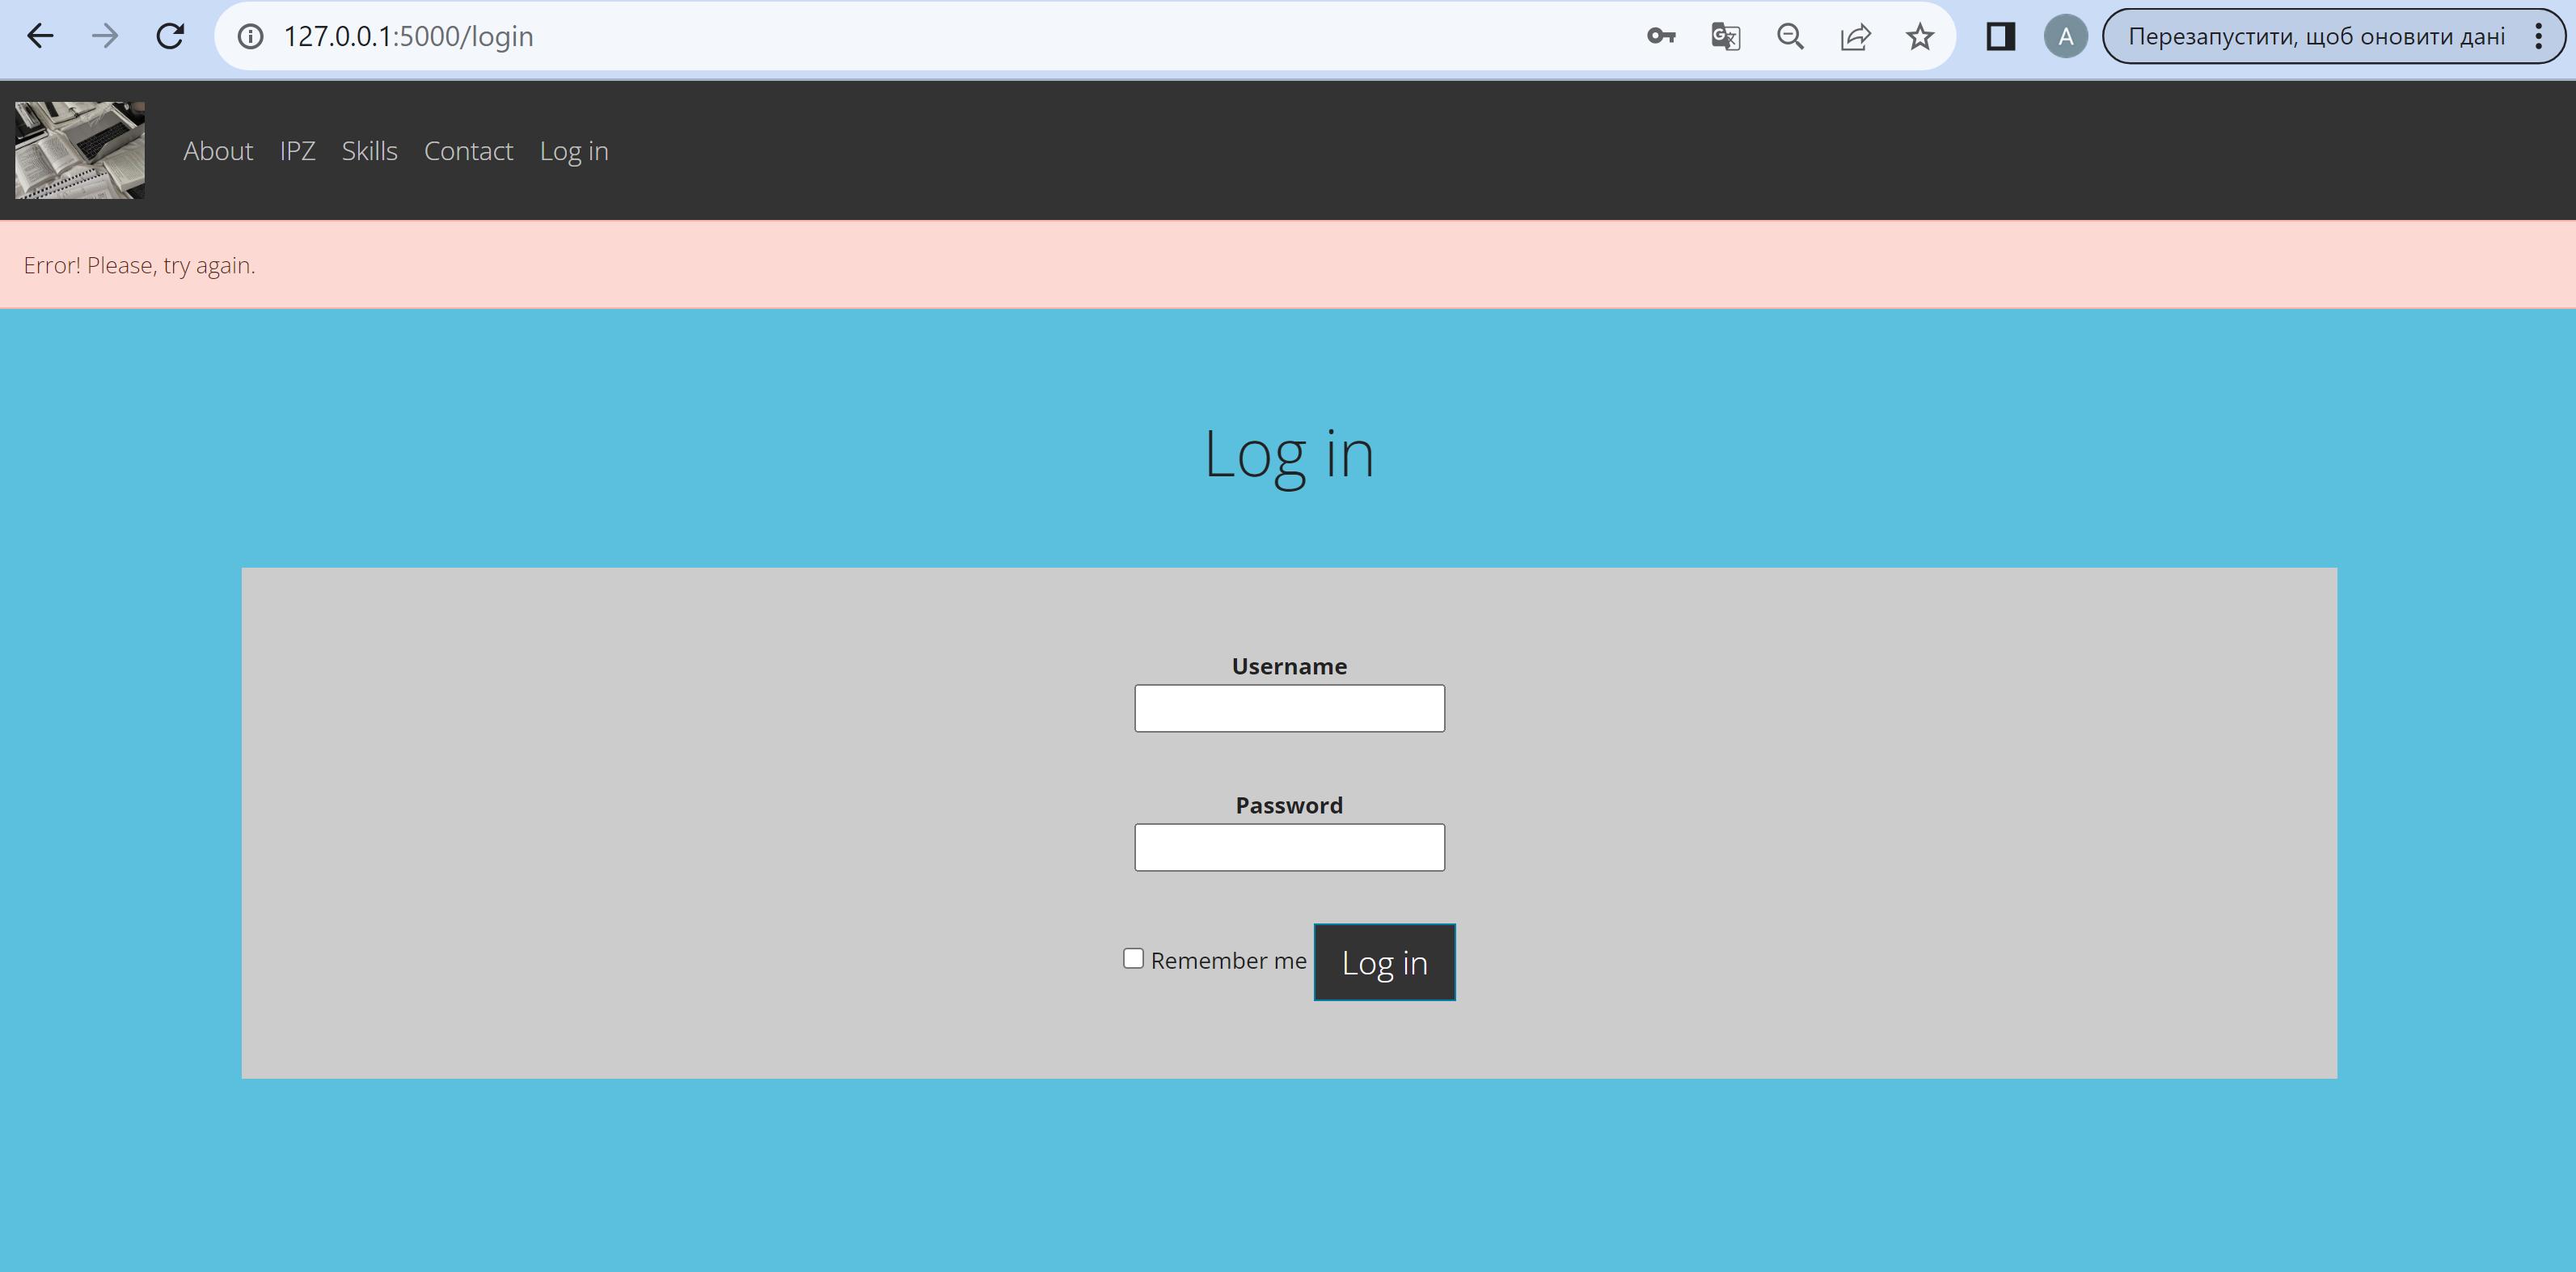 127.0.0.1:5000/login
A
Перезапустити, щоб оновити дані
About IPZ Skills Contact Log in
Error! Please, try again.
Log in
Username
Password
Remember me
Log in